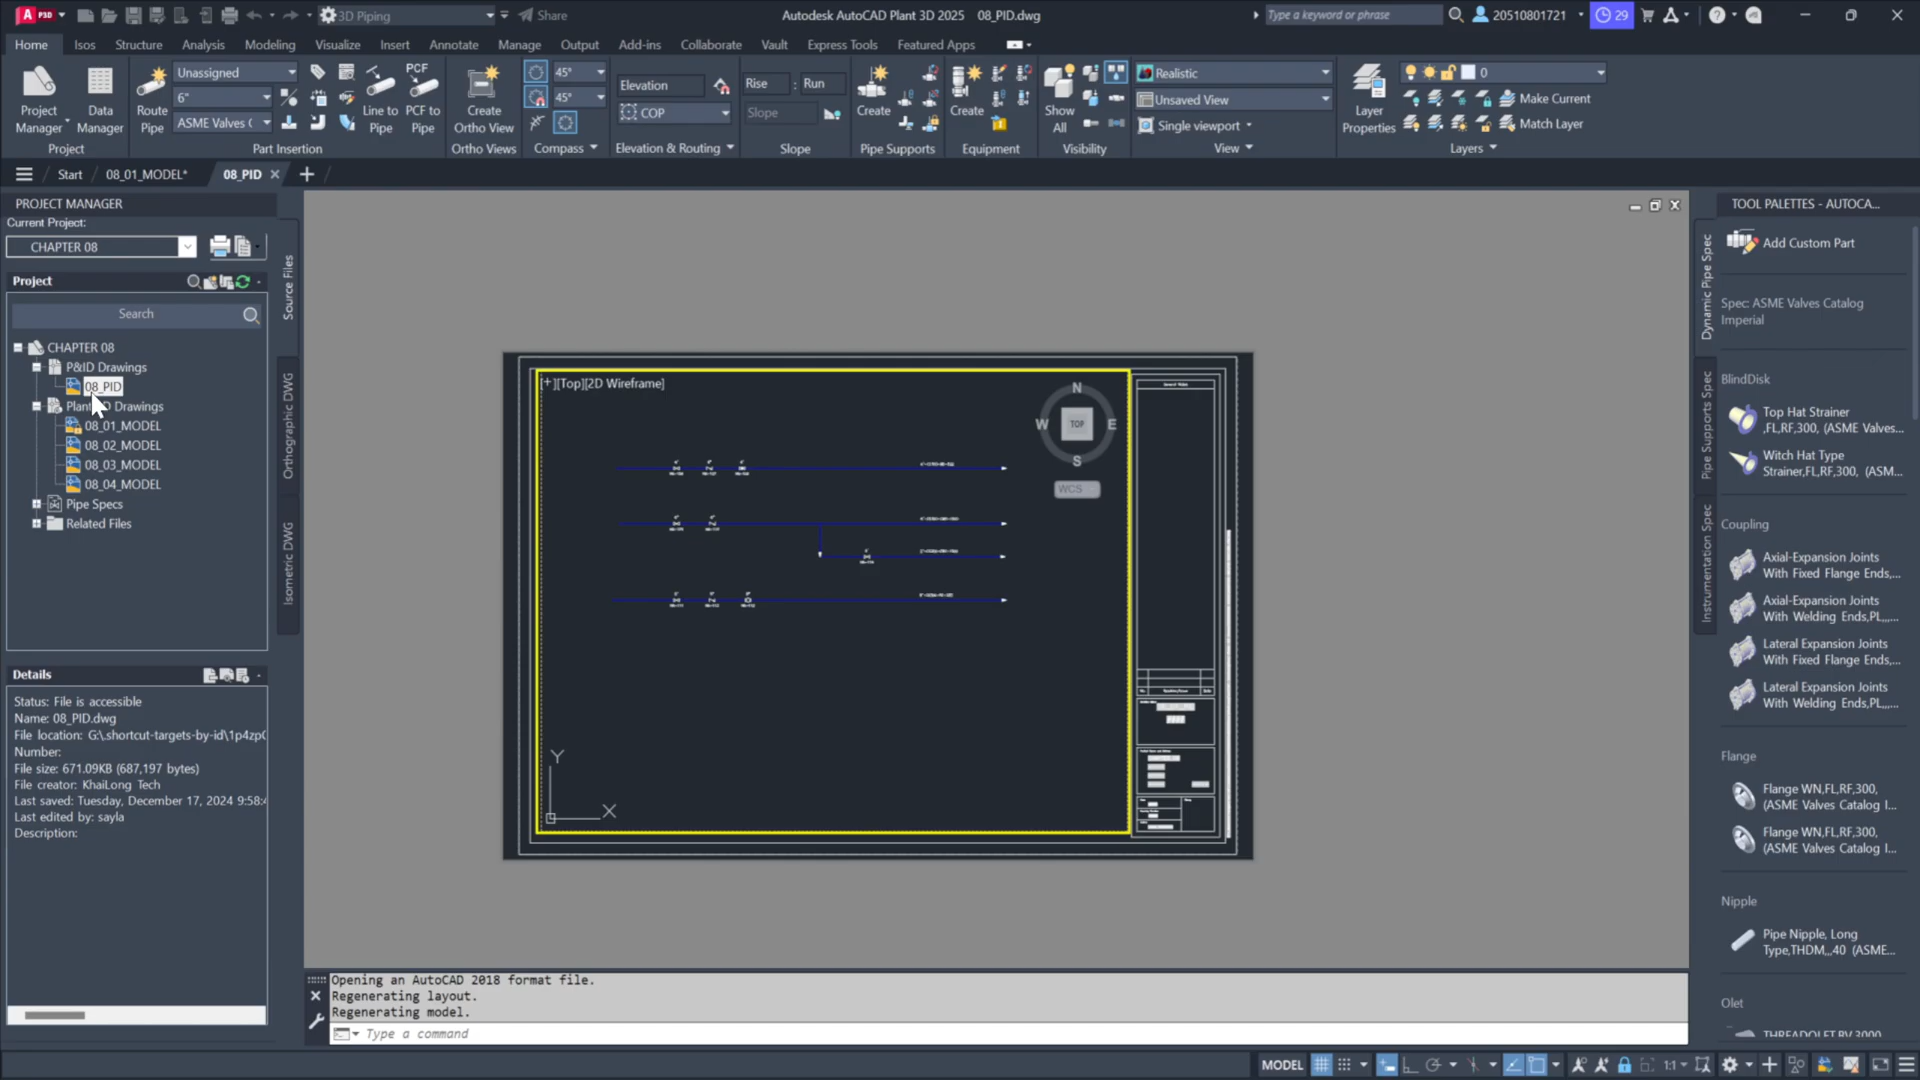 P3D
3D Piping
Share
Autodesk AutoCAD Plant 3D 2025
08_PID.dwg
Type a keyword or phrase
20510801721
29
Home
Isos
Structure
Analysis
Modeling
Visualize
Insert
Annotate
Manage
Output
Add-ins
Collaborate
Vault
Express Tools
Featured Apps
Project
Manager
Data
Manager
Project
Route
Pipe
Unassigned
6"
ASME Valves (
Line to
Pipe
PCF
PCF to
Pipe
Part Insertion
Create
Ortho View
Ortho Views
45°
45°
Compass
Elevation
COP
Elevation & Routing
Rise : Run
Slope
Slope
Create
Pipe Supports
Create
Equipment
Show
All
Visibility
Realistic
Unsaved View
Single viewport
View
Layer
Properties
0
Make Current
Match Layer
Layers
Start
08_01_MODEL*
08_PID
PROJECT MANAGER
Current Project:
CHAPTER 08
Project
Search
CHAPTER 08
P&ID Drawings
08_PID
Plant 3D Drawings
08_01_MODEL
08_02_MODEL
08_03_MODEL
08_04_MODEL
Pipe Specs
Related Files
Source Files
Orthographic DWG
Isometric DWG
Details
Status: File is accessible
Name: 08_PID.dwg
File location: G:\.shortcut-targets-by-id\1p4zp
Number:
File size: 671.09KB (687,197 bytes)
File creator: KhaiLong Tech
Last saved: Tuesday, December 17, 2024 9:58:4
Last edited by: sayla
Description:
[+][Top][2D Wireframe]
N
W
TOP
E
S
WCS
Y
X
Opening an AutoCAD 2018 format file.
Regenerating layout.
Regenerating model.
Type a command
TOOL PALETTES - AUTOCA...
Dynamic Pipe Spec
Pipe Supports Spec
Instrumentation Spec
Add Custom Part
Spec: ASME Valves Catalog
Imperial
BlindDisk
Top Hat Strainer
,FL,RF,300, (ASME Valves...
Witch Hat Type
Strainer,FL,RF,300, (ASM...
Coupling
Axial-Expansion Joints
With Fixed Flange Ends,...
Axial-Expansion Joints
With Welding Ends,PL,,,...
Lateral Expansion Joints
With Fixed Flange Ends,...
Lateral Expansion Joints
With Welding Ends,PL,,,...
Flange
Flange WN,FL,RF,300,
(ASME Valves Catalog I...
Flange WN,FL,RF,300,
(ASME Valves Catalog I...
Nipple
Pipe Nipple, Long
Type,THDM,,,40 (ASME...
Olet
THREADOLET,BV,3000,
MODEL
1:1